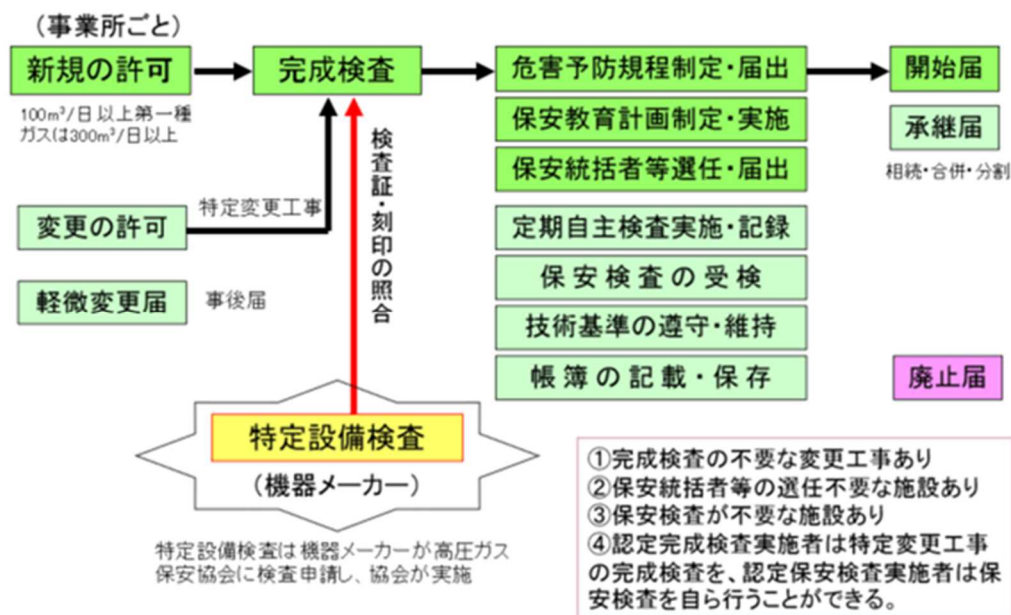 （事業所ごと）
新規の許可
100m³/日以上第一種
ガスは300m³/日以上
完成検査
危害予防規程制定・届出
保安教育計画制定・実施
保安統括者等選任・届出
開始届
承継届
相続・合併・分割
変更の許可
特定変更工事
検査証・刻印の照合
軽微変更届
事後届
定期自主検査実施・記録
保安検査の受検
技術基準の遵守・維持
帳簿の記載・保存
廃止届
特定設備検査
（機器メーカー）
特定設備検査は機器メーカーが高圧ガス
保安協会に検査申請し、協会が実施
①完成検査の不要な変更工事あり
②保安統括者等の選任不要な施設あり
③保安検査が不要な施設あり
④認定完成検査実施者は特定変更工事
の完成検査を、認定保安検査実施者は保
安検査を自ら行うことができる。